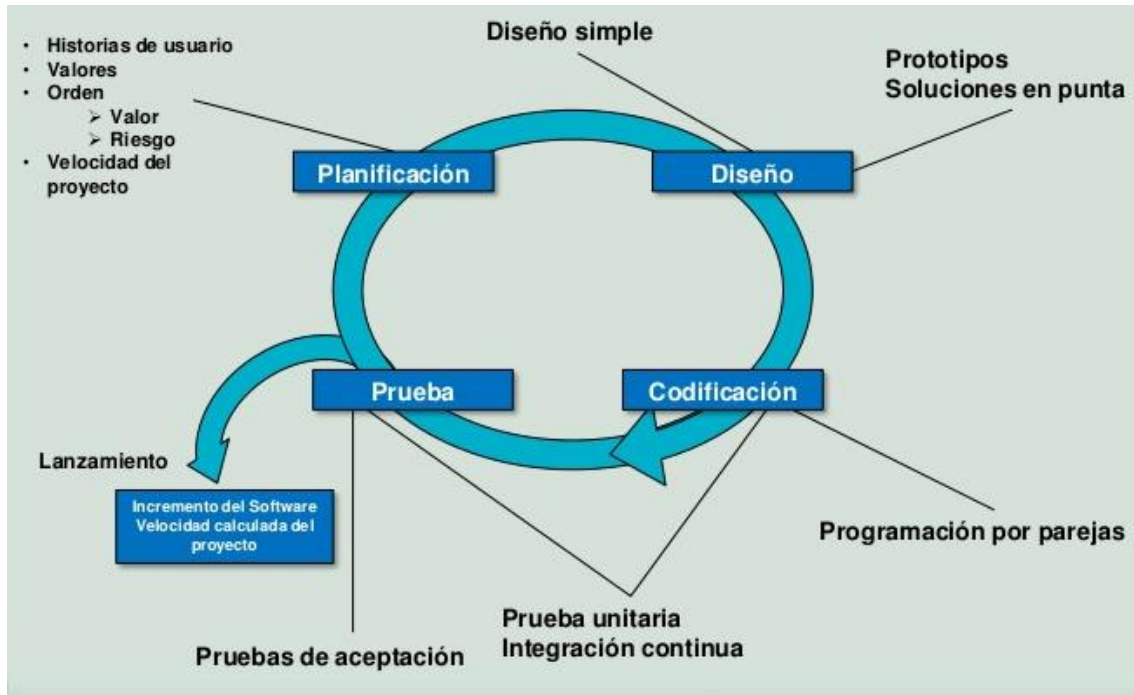 Historias de usuario
Valores
Orden
Valor
Riesgo
Velocidad del
proyecto
Diseño simple
Prototipos
Soluciones en punta
Planificación
Diseño
Prueba
Codificación
Lanzamiento
Incremento del Software
Velocidad calculada del
proyecto
Programación por parejas
Prueba unitaria
Integración continua
Pruebas de aceptación